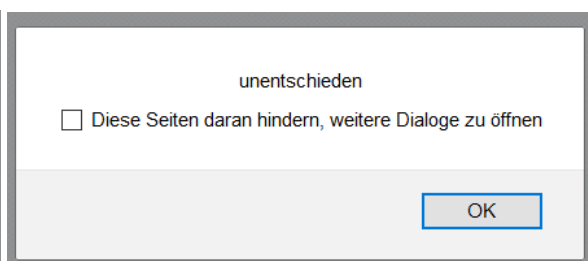 unentschieden
Diese Seiten daran hindern, weitere Dialoge zu öffnen
OK